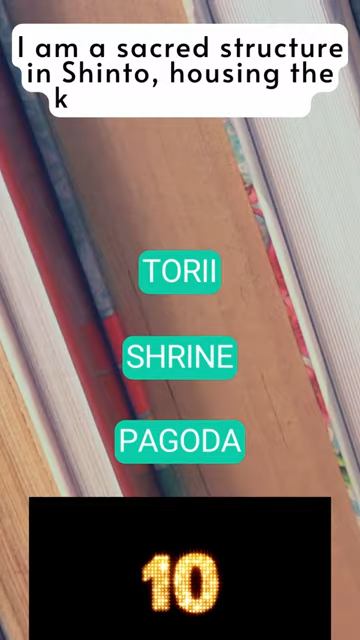 I am a sacred structure
in Shinto, housing the
k
TORII
SHRINE
PAGODA
10